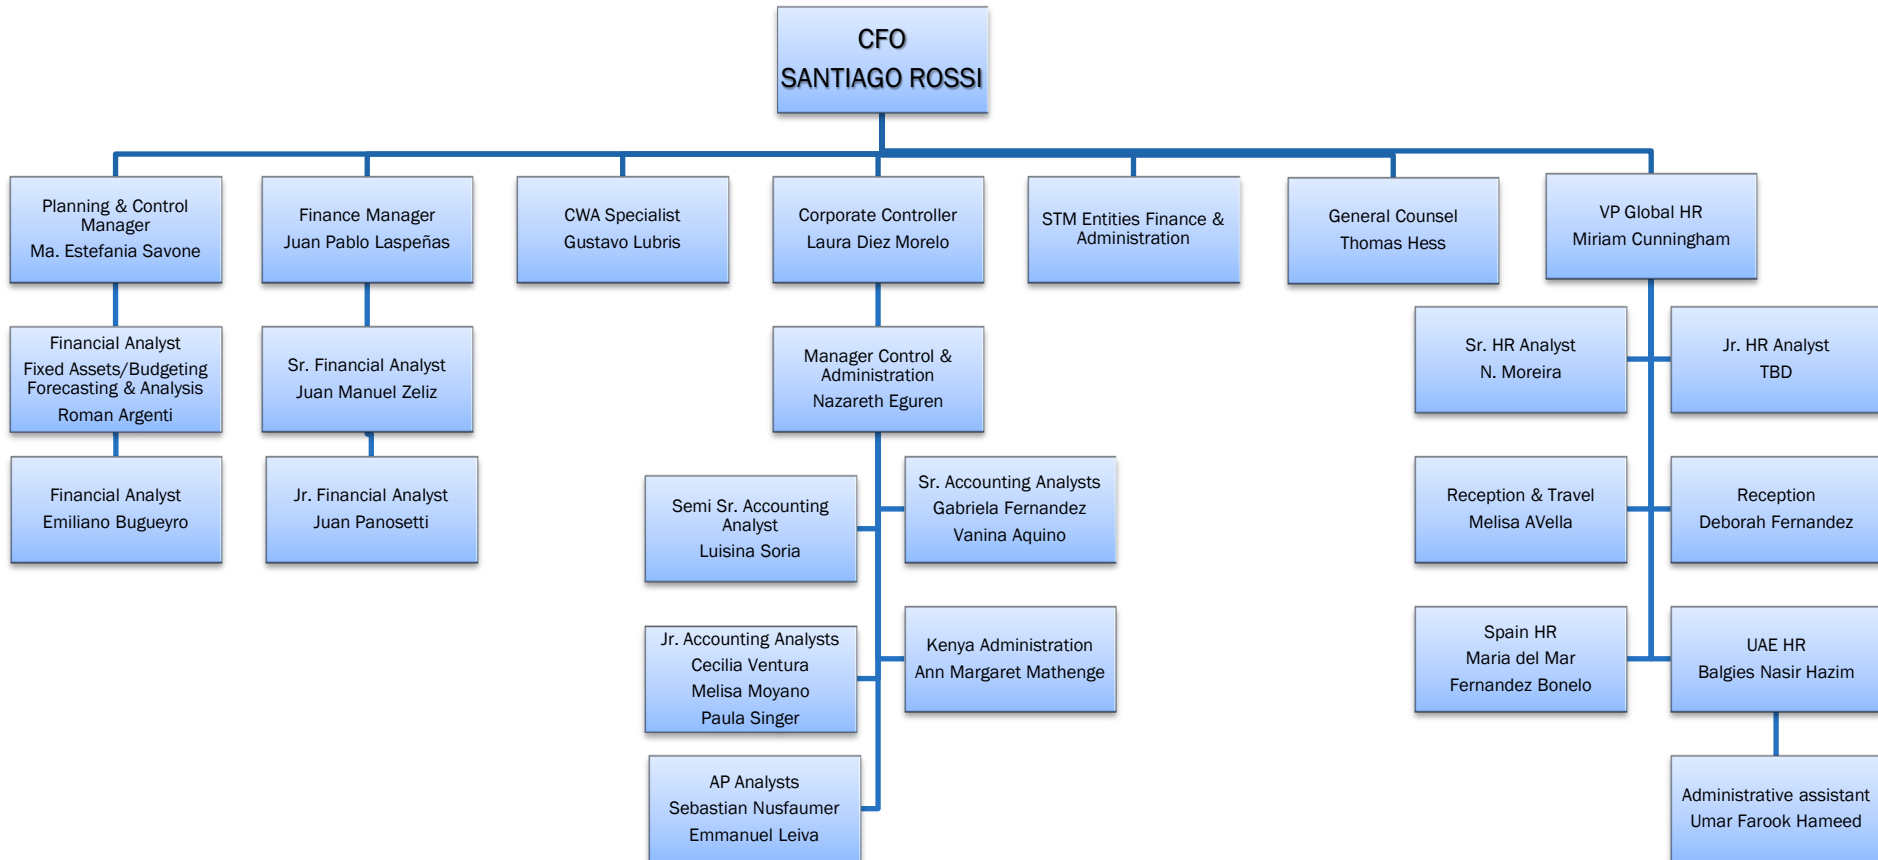 CFO
SANTIAGO ROSSI
Planning & Control
Manager
Ma. Estefania Savone
Finance Manager
Juan Pablo Laspeñas
CWA Specialist
Gustavo Lubris
Corporate Controller
Laura Diez Morelo
STM Entities Finance &
Administration
General Counsel
Thomas Hess
VP Global HR
Miriam Cunningham
Financial Analyst
Fixed Assets/Budgeting
Forecasting & Analysis
Roman Argenti
Sr. Financial Analyst
Juan Manuel Zeliz
Manager Control &
Administration
Nazareth Eguren
Sr. HR Analyst
N. Moreira
Jr. HR Analyst
TBD
Financial Analyst
Emiliano Bugueyro
Jr. Financial Analyst
Juan Panosetti
Semi Sr. Accounting
Analyst
Luisina Soria
Sr. Accounting Analysts
Gabriela Fernandez
Vanina Aquino
Reception & Travel
Melisa AVella
Reception
Deborah Fernandez
Jr. Accounting Analysts
Cecilia Ventura
Melisa Moyano
Paula Singer
Kenya Administration
Ann Margaret Mathenge
Spain HR
Maria del Mar
Fernandez Bonelo
UAE HR
Balgies Nasir Hazim
AP Analysts
Sebastian Nusfaumer
Emmanuel Leiva
Administrative assistant
Umar Farook Hameed